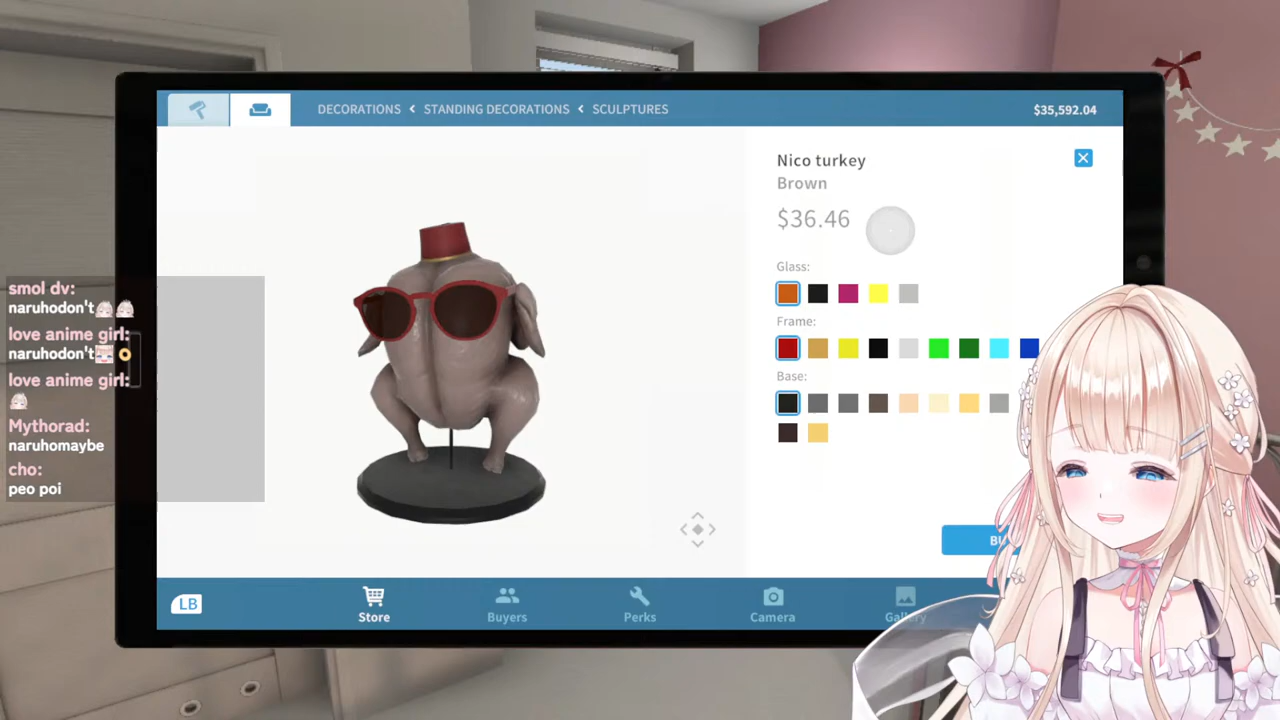 DECORATIONS < STANDING DECORATIONS < SCULPTURES
$35,592.04
Nico turkey
Brown
$36.46
Glass:
Frame:
Base:
smol dv:
naruhodon't
love anime girl:
naruhodon't
love anime girl:
Mythorad:
naruhomaybe
cho:
peo poi
LB
Store
Buyers
Perks
Camera
Gallery